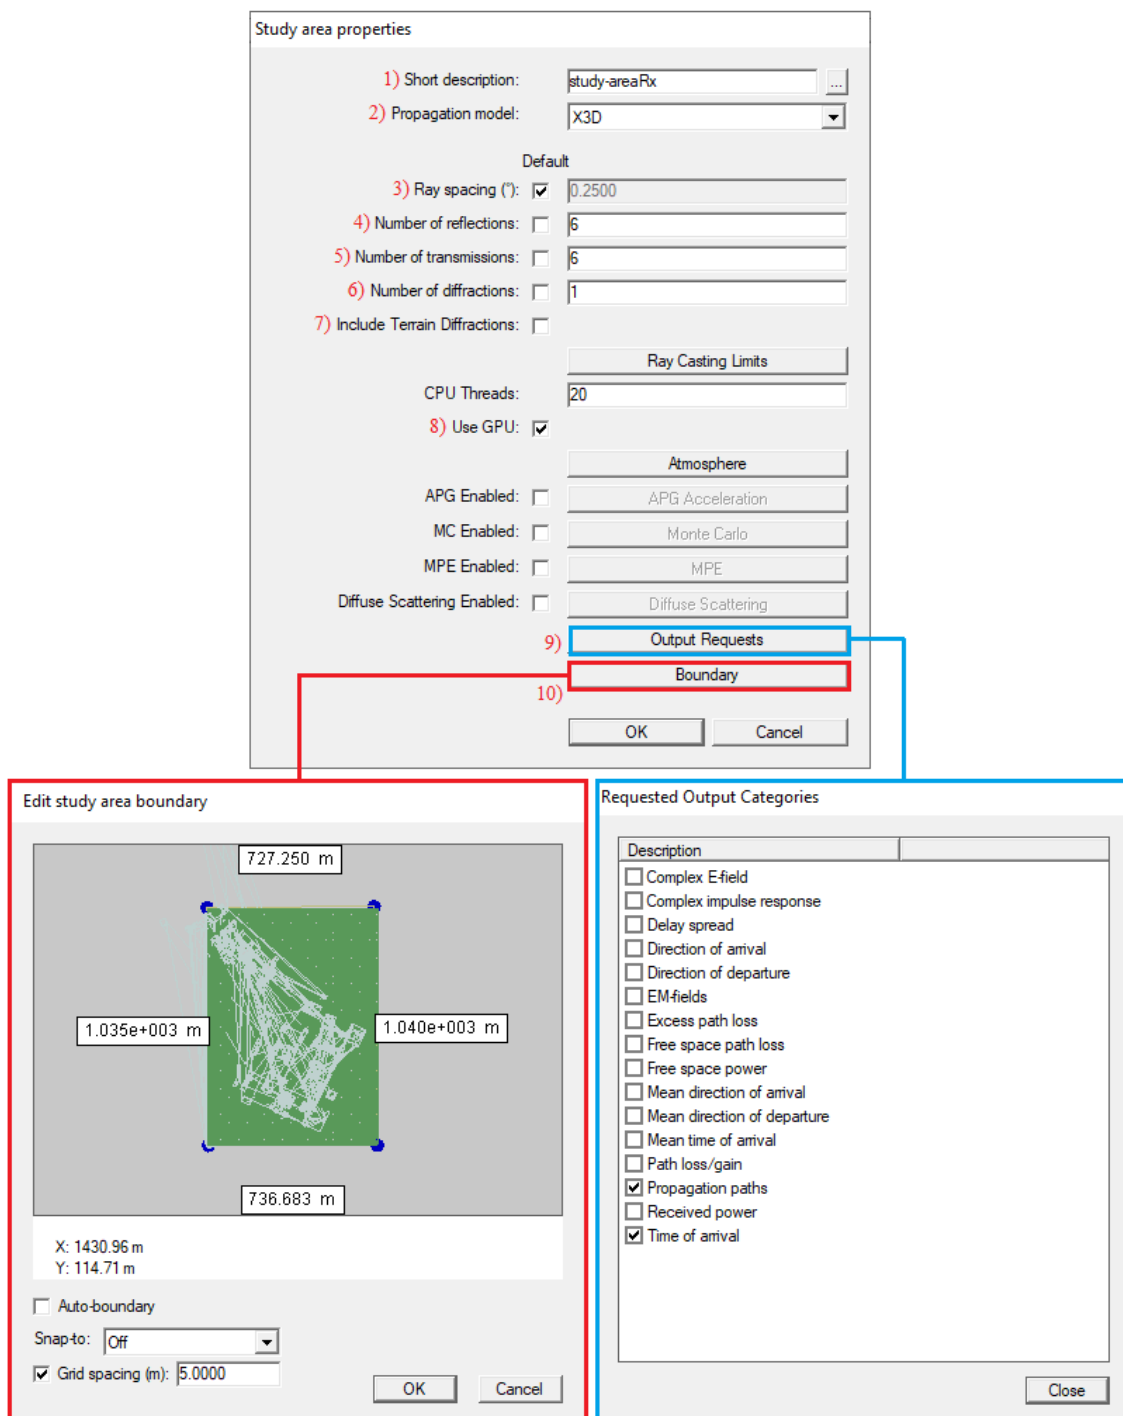 Study area properties
1) Short description: study-areaRx ...
2) Propagation model: X3D
Default
3) Ray spacing (°): 0.2500
4) Number of reflections: 6
5) Number of transmissions: 6
6) Number of diffractions: 1
7) Include Terrain Diffractions:
Ray Casting Limits
CPU Threads: 20
8) Use GPU:
Atmosphere
APG Enabled: APG Acceleration
MC Enabled: Monte Carlo
MPE Enabled: MPE
Diffuse Scattering Enabled: Diffuse Scattering
9) Output Requests
10) Boundary
OK Cancel
Edit study area boundary
727.250 m
1.035e+003 m
1.040e+003 m
736.683 m
X: 1430.96 m
Y: 114.71 m
Auto-boundary
Snap-to: Off
Grid spacing (m): 5.0000
OK Cancel
Requested Output Categories
Description
Complex E-field
Complex impulse response
Delay spread
Direction of arrival
Direction of departure
EM-fields
Excess path loss
Free space path loss
Free space power
Mean direction of arrival
Mean direction of departure
Mean time of arrival
Path loss/gain
Propagation paths
Received power
Time of arrival
Close